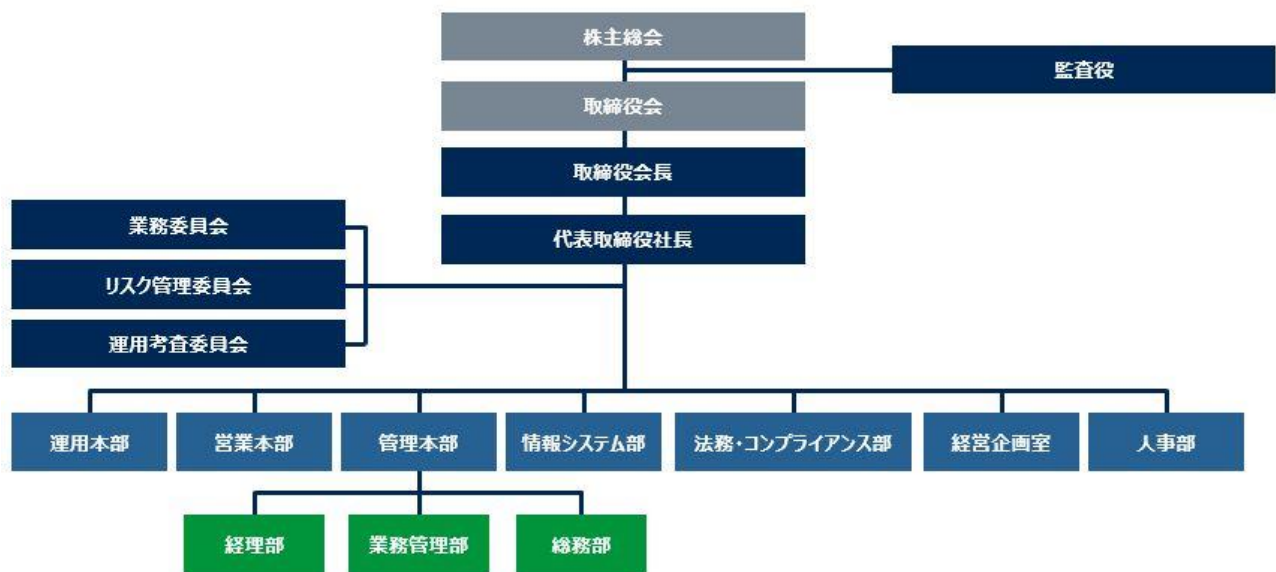 株主総会
監査役
取締役会
取締役会長
代表取締役社長
業務委員会
リスク管理委員会
運用考査委員会
運用本部
営業本部
管理本部
情報システム部
法務・コンプライアンス部
経営企画室
人事部
経理部
業務管理部
総務部